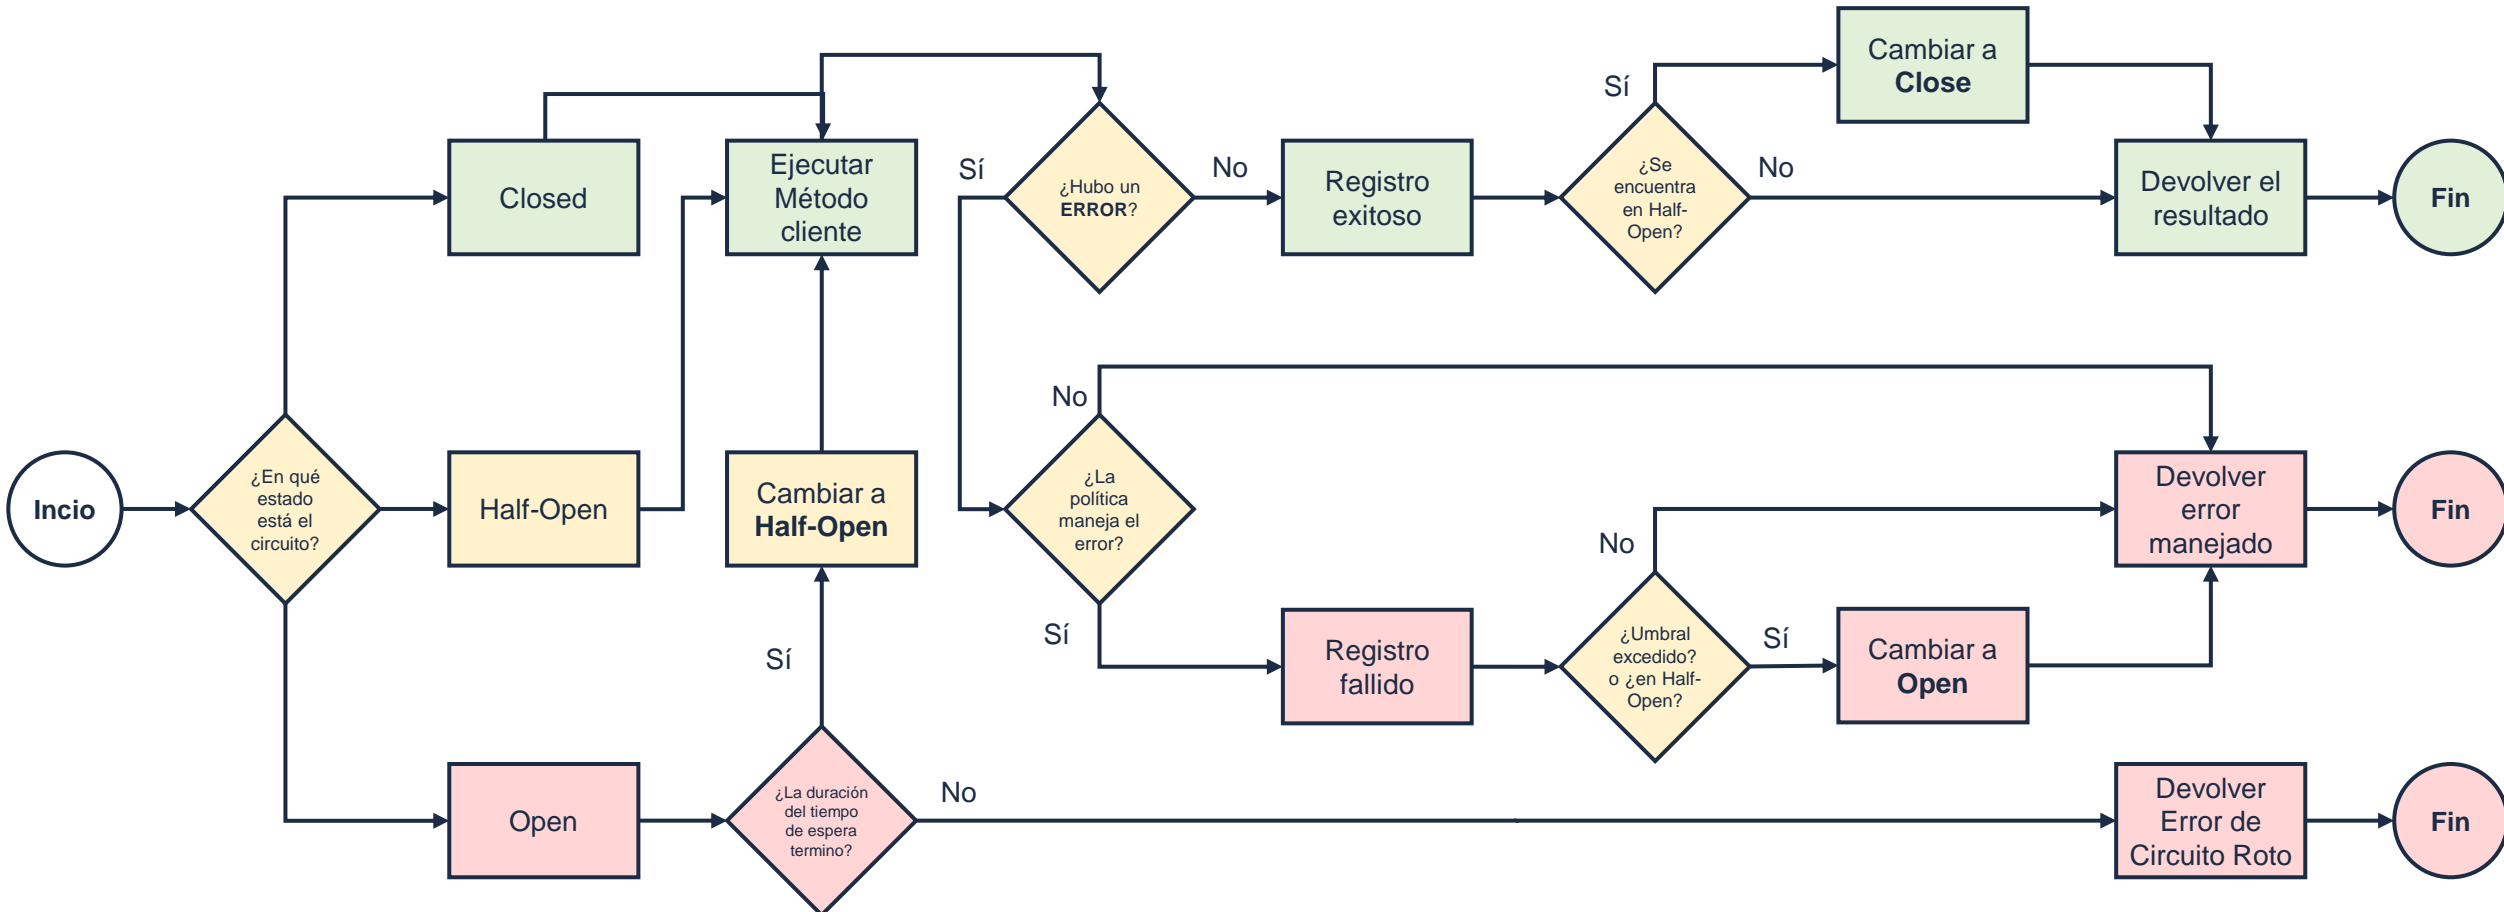 Incio
¿En qué
estado
está el
circuito?
Closed
Half-Open
Open
Ejecutar
Método
cliente
Cambiar a
Half-Open
Sí
¿La duración
del tiempo
de espera
termino?
No
¿Hubo un
ERROR?
Sí
No
Registro
exitoso
¿Se
encuentra
en Half-
Open?
Sí
No
Cambiar a
Close
Devolver el
resultado
Fin
¿La
política
maneja el
error?
No
Sí
Registro
fallido
¿Umbral
excedido?
o ¿en Half-
Open?
No
Sí
Cambiar a
Open
Devolver
error
manejado
Fin
Devolver
Error de
Circuito Roto
Fin